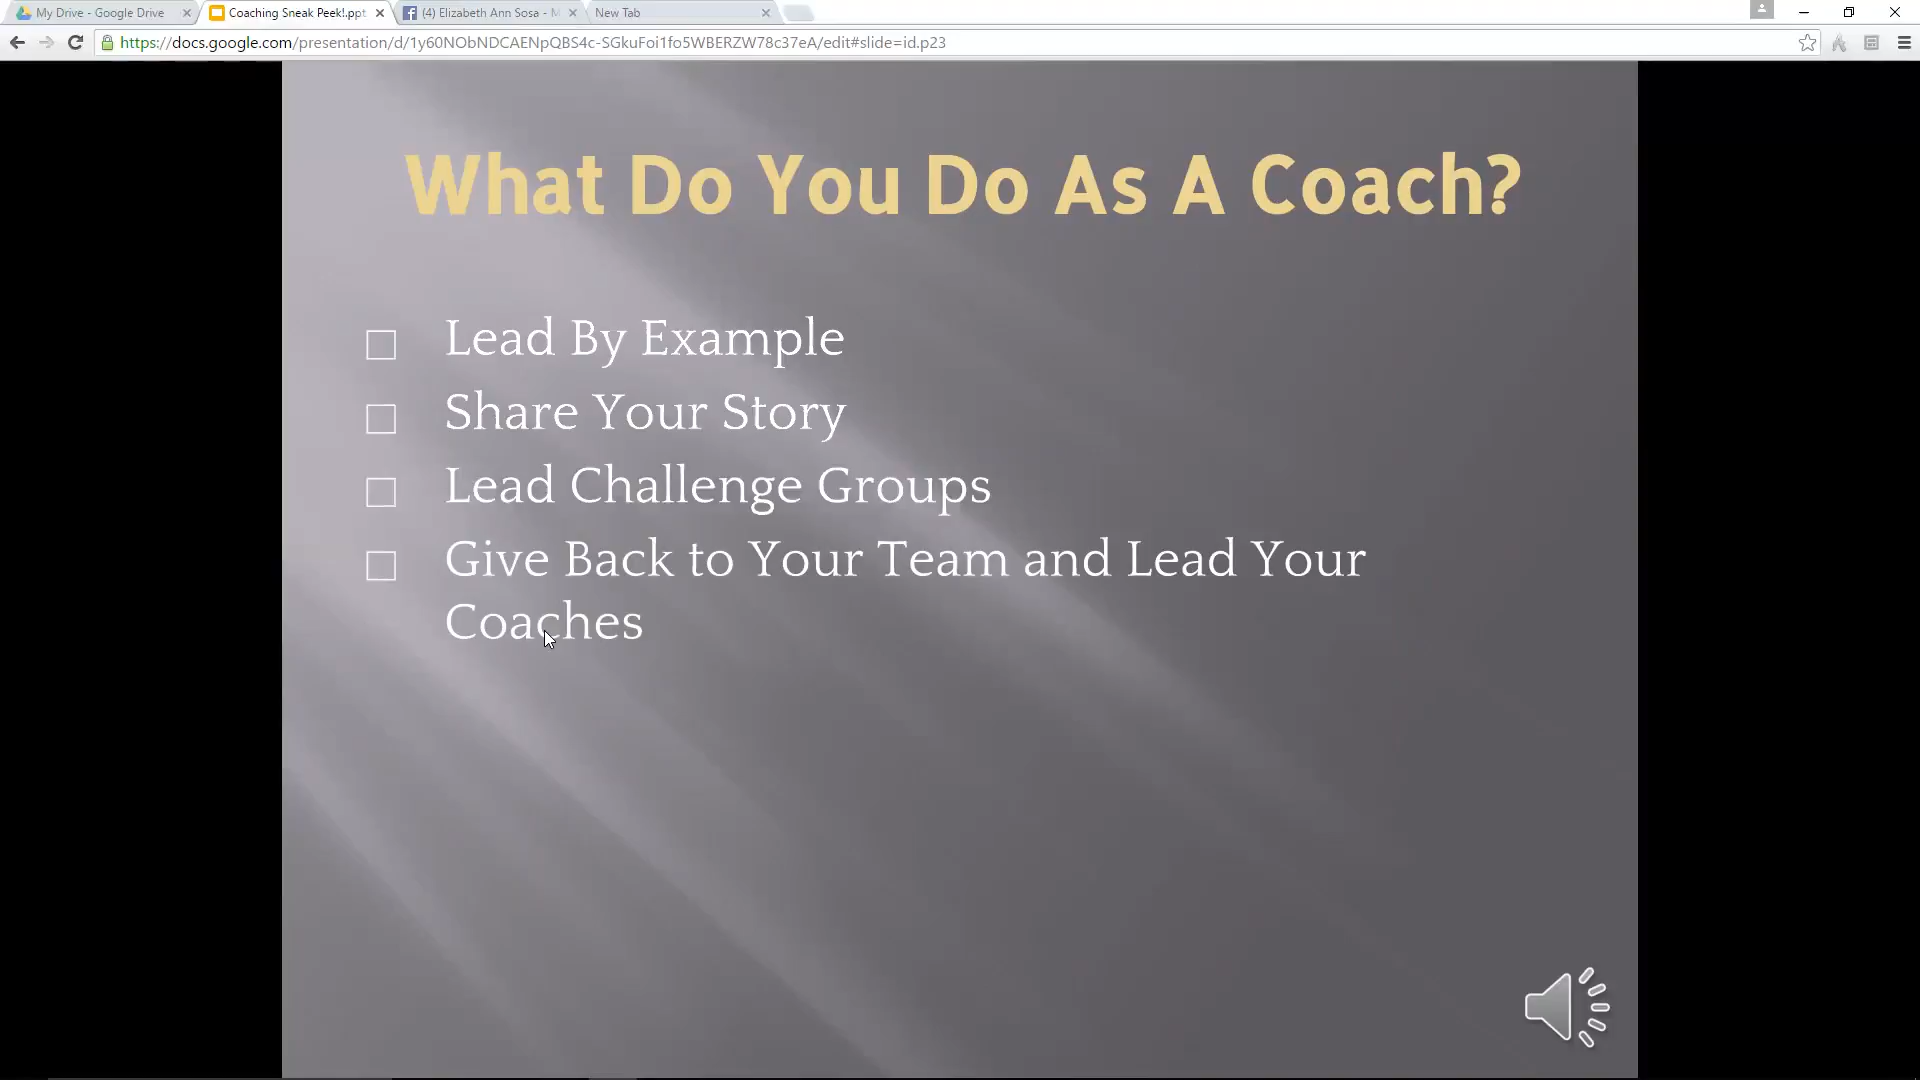 My Drive - Google Drive
Coaching Sneak Peek!.ppt
(4) Elizabeth Ann Sosa - M
New Tab
https://docs.google.com/presentation/d/1y60NObNDCAENpQBS4c-SGkuFoi1fo5WBERZW78c37eA/edit#slide=id.p23
What Do You Do As A Coach?
Lead By Example
Share Your Story
Lead Challenge Groups
Give Back to Your Team and Lead Your
Coaches